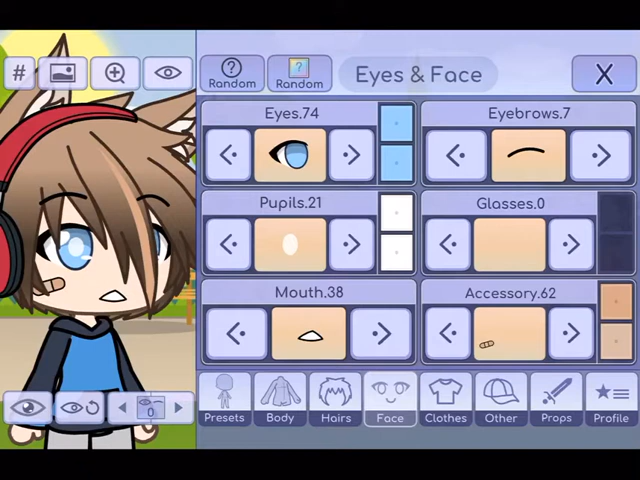 #
? Random
? Random
Eyes & Face
X
Eyes.74
Eyebrows.7
Pupils.21
Glasses.0
Mouth.38
Accessory.62
0
Presets
Body
Hairs
Face
Clothes
Other
Props
Profile